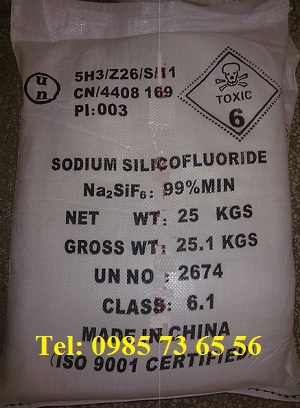 un
5H3/Z26/S/11
CN/4408 169
PI:003
TOXIC
6
SODIUM SILICOFLUORIDE
Na₂SiF₆: 99%MIN
NET WT: 25 KGS
GROSS WT: 25.1 KGS
UN NO : 2674
CLASS: 6.1
MADE IN CHINA
Tel: 0985 73 65 56
(ISO 9001 CERTIFIED)